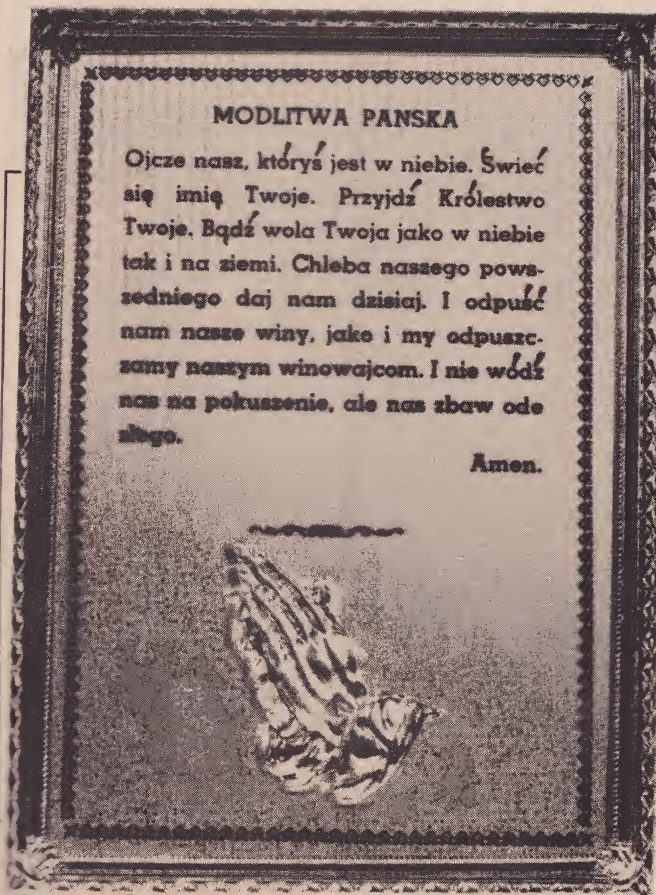 MODLITWA PANSKA
Ojcze nasz, któryś jest w niebie. Świeć
się imię Twoje. Przyjdź Królestwo
Twoje. Bądź wola Twoja jako w niebie
tak i na ziemi. Chleba naszego pows-
zedniego daj nam dzisiaj. I odpuść
nam nasze winy, jako i my odpuszc-
zamy naszym winowajcom. I nie wódź
nas na pokuszenie, ale nas zbaw ode
złego.
Amen.